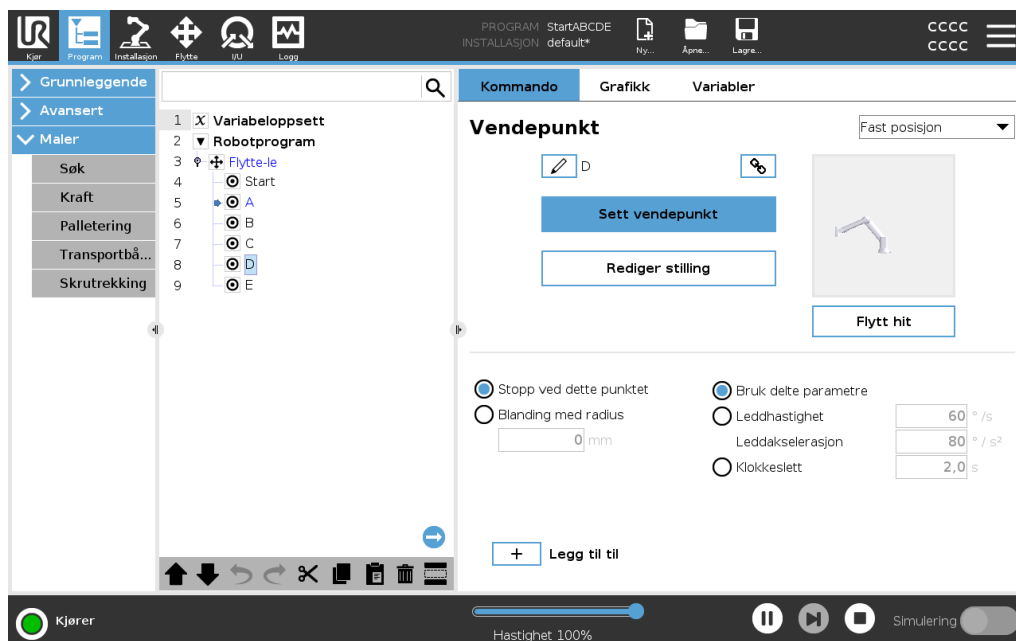 UR
PROGRAM StartABCDE
INSTALLASJON default*
Kjør Program Installasjon Flytte I/U Logg
Ny... Åpne... Lagre...
CCCC
CCCC
Grunnleggende
Avansert
Maler
Søk
Kraft
Palletering
Transportbå...
Skrutrekking
1 X Variabeloppsett
2 Robotprogram
3 Flytte-le
4 Start
5 A
6 B
7 C
8 D
9 E
Kommando Grafikk Variabler
Vendepunkt
Fast posisjon
D
Sett vendepunkt
Rediger stilling
Flytt hit
Stopp ved dette punktet
Blanding med radius
0 mm
Bruk delte parametre
Leddhastighet 60 ° /s
Leddakselerasjon 80 ° / s²
Klokkeslett 2,0 s
+ Legg til til
Kjører
Hastighet 100%
Simulering